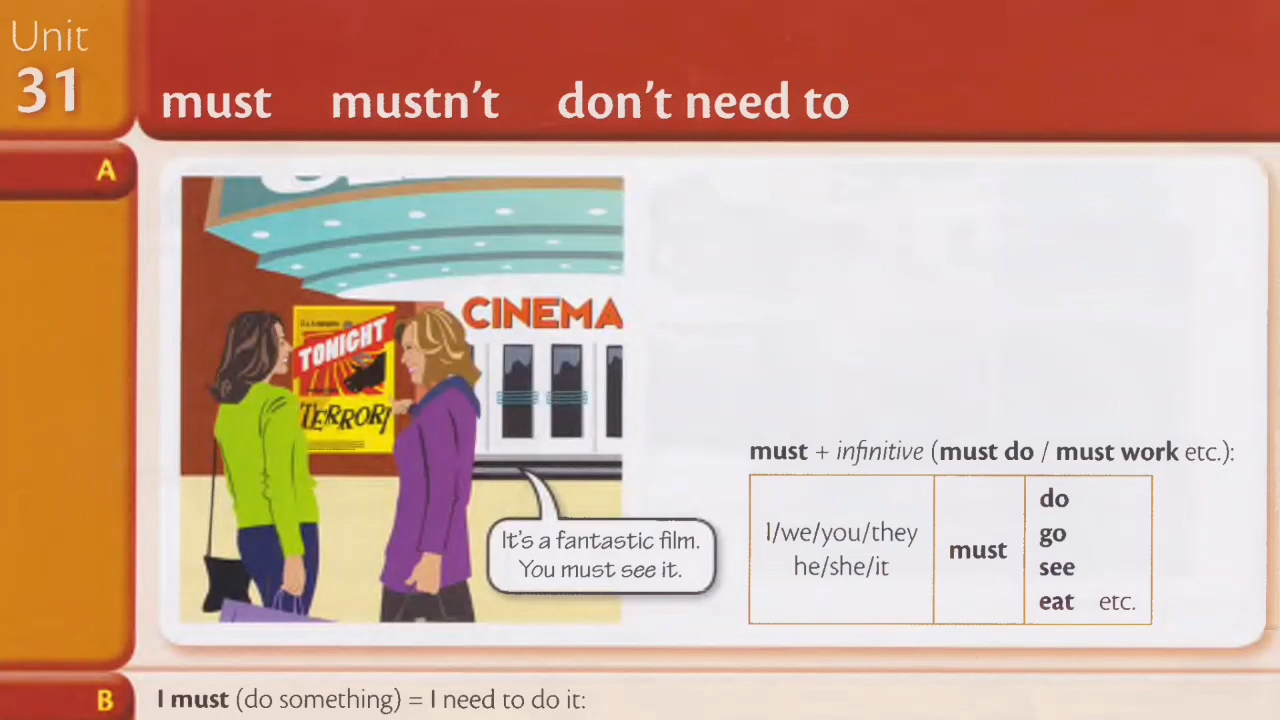 Unit
31
must mustn't don't need to
A
CINEMA
TONIGHT
TERROR!
It's a fantastic film.
You must see it.
must + infinitive (must do / must work etc.):
I/we/you/they
he/she/it
must
do
go
see
eat etc.
B
I must (do something) = I need to do it: